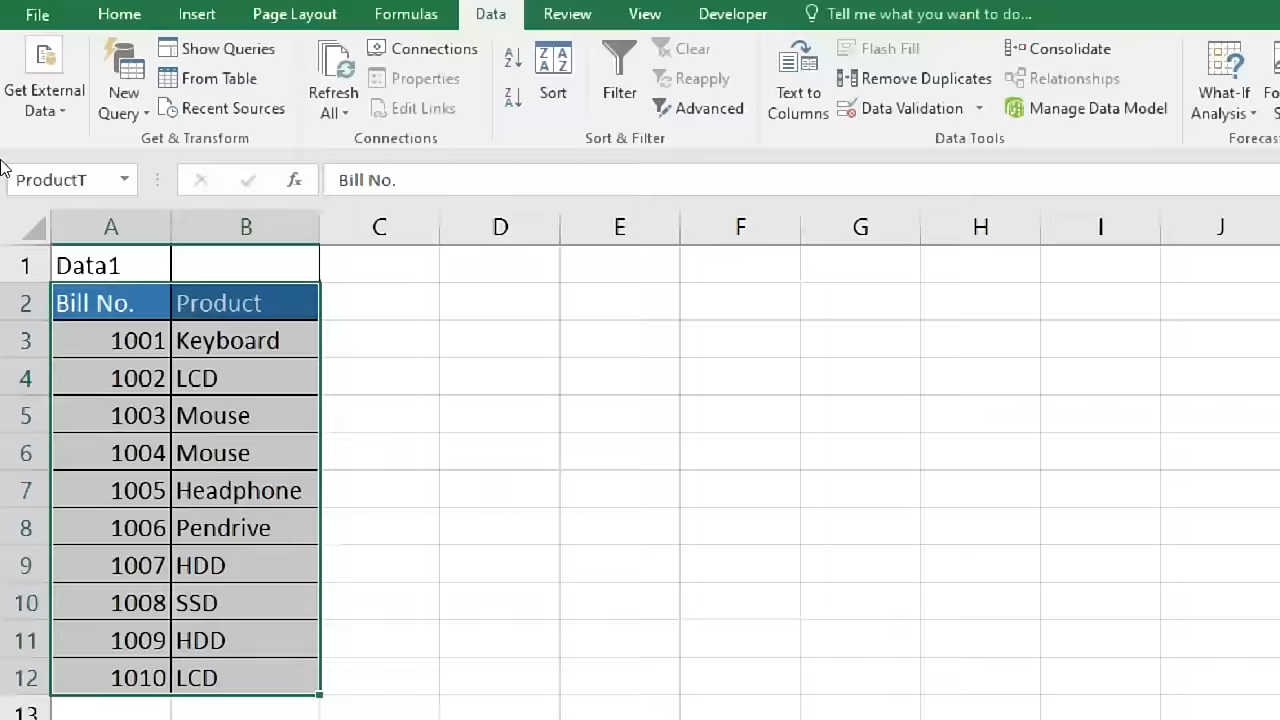 File Home Insert Page Layout Formulas Data Review View Developer Tell me what you want to do...
Get External Data
New Query
Show Queries
From Table
Recent Sources
Get & Transform
Refresh All
Connections
Properties
Edit Links
Connections
Sort
Filter
Clear
Reapply
Advanced
Sort & Filter
Text to Columns
Flash Fill
Remove Duplicates
Data Validation
Consolidate
Relationships
Manage Data Model
Data Tools
What-If Analysis
ProductT fx Bill No.
A B C D E F G H I J
1 Data1
2 Bill No. Product
3 1001 Keyboard
4 1002 LCD
5 1003 Mouse
6 1004 Mouse
7 1005 Headphone
8 1006 Pendrive
9 1007 HDD
10 1008 SSD
11 1009 HDD
12 1010 LCD
13